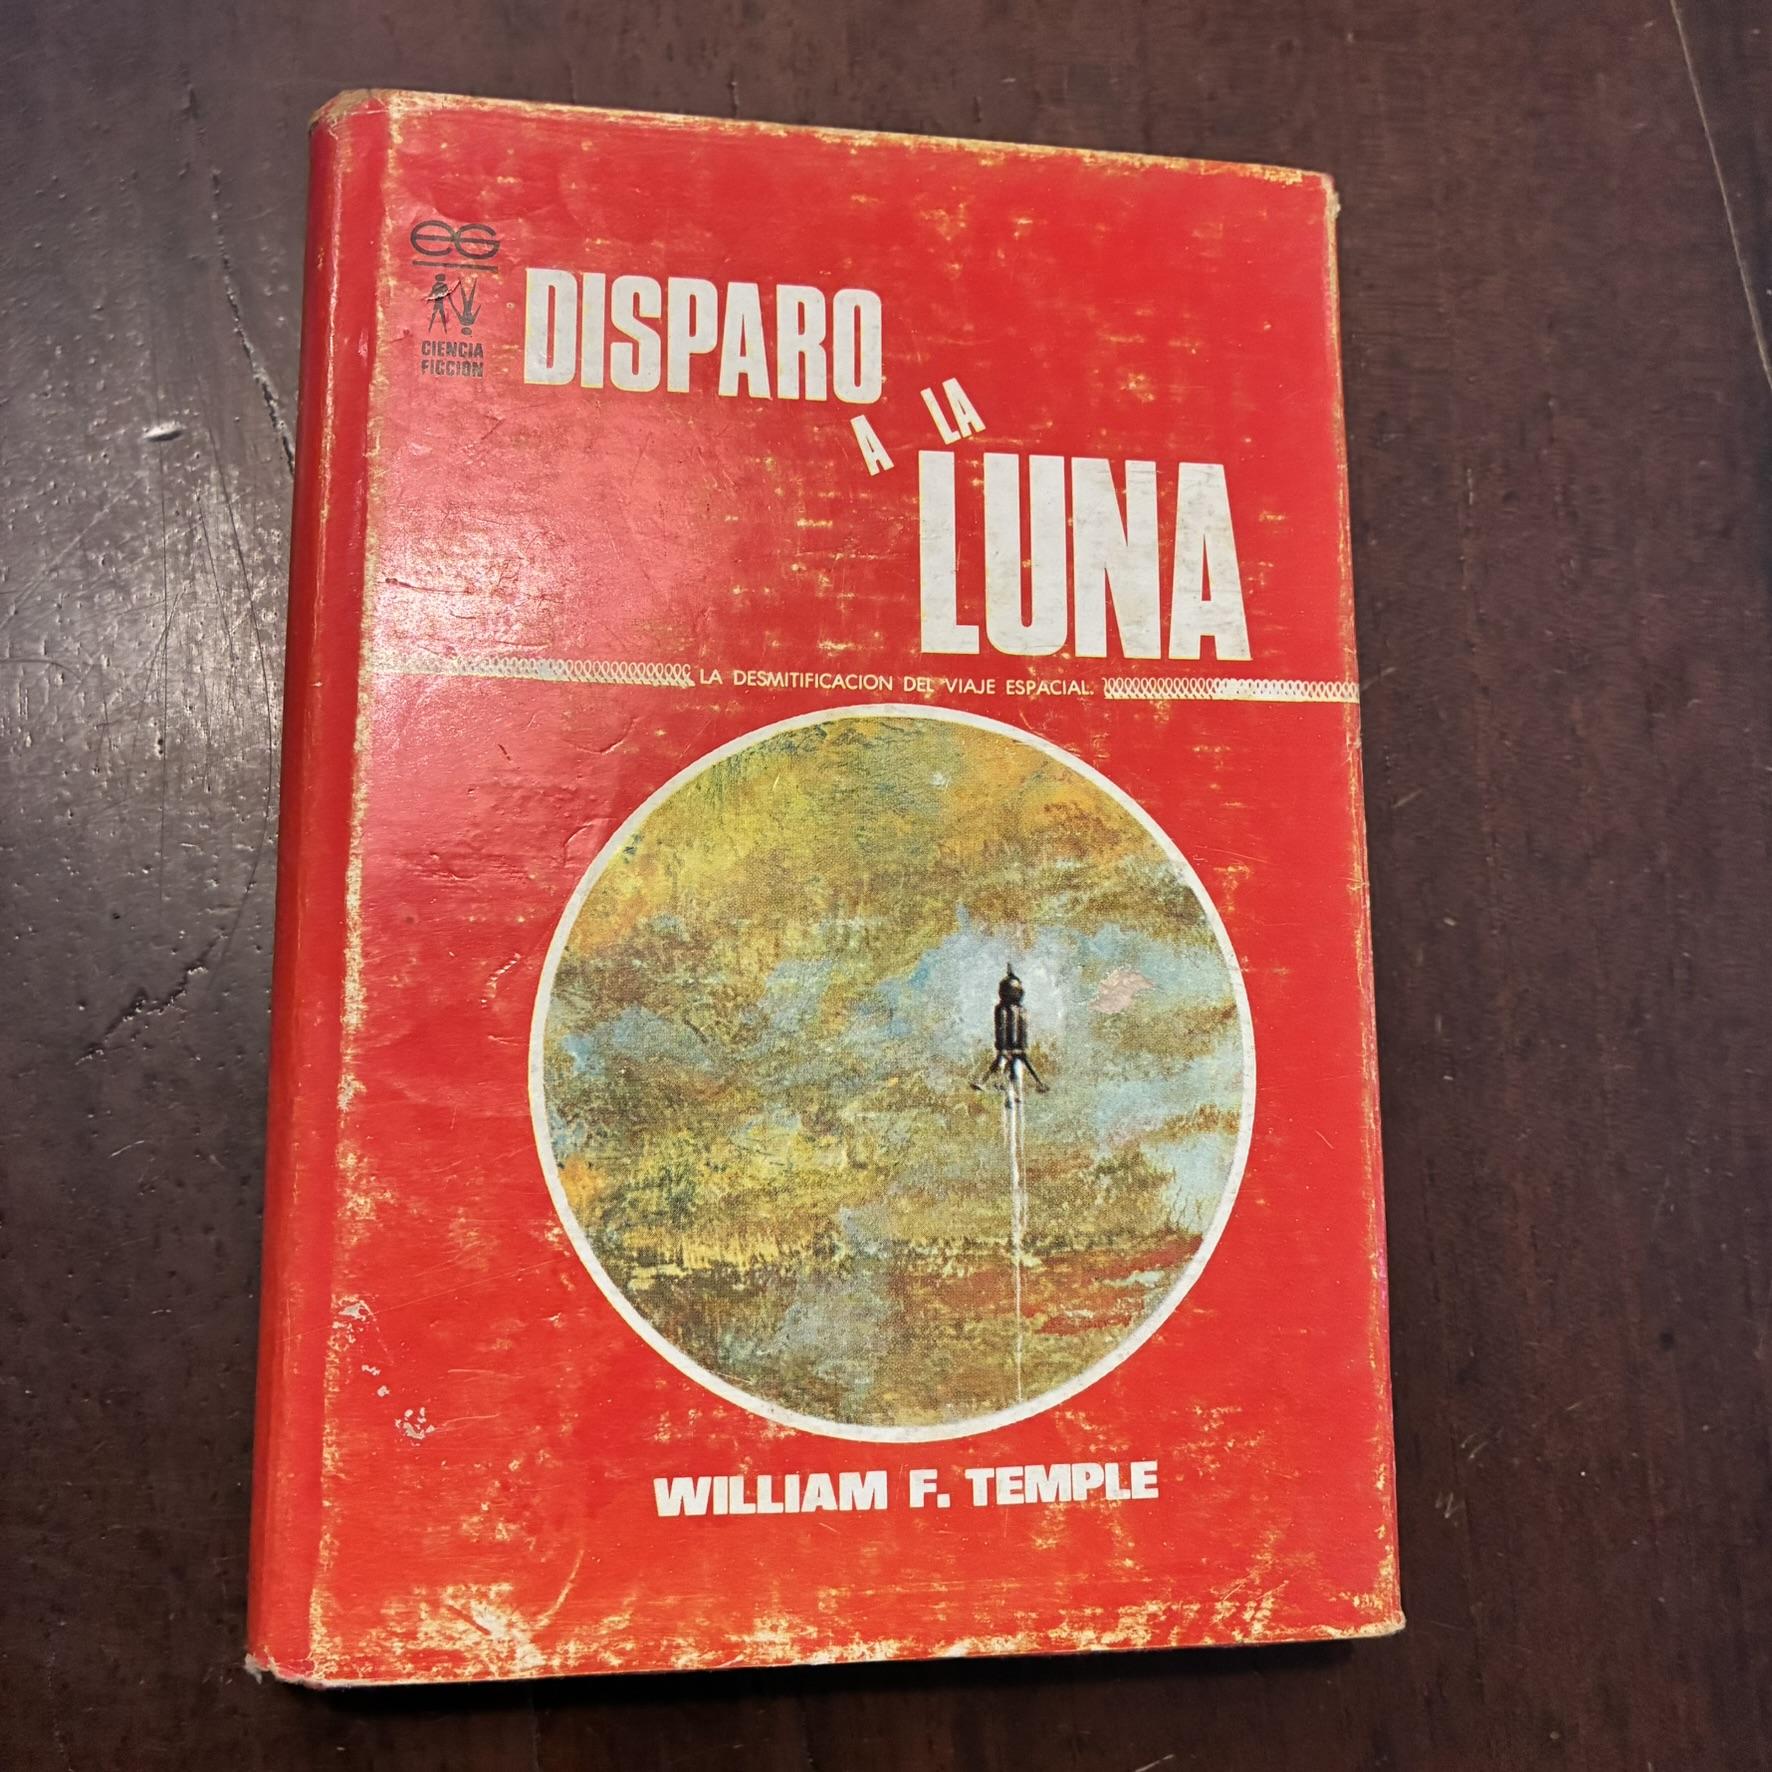 eG
CIENCIA
FICCION
DISPARO
A LA
LUNA
LA DESMITIFICACION DEL VIAJE ESPACIAL.
WILLIAM F. TEMPLE